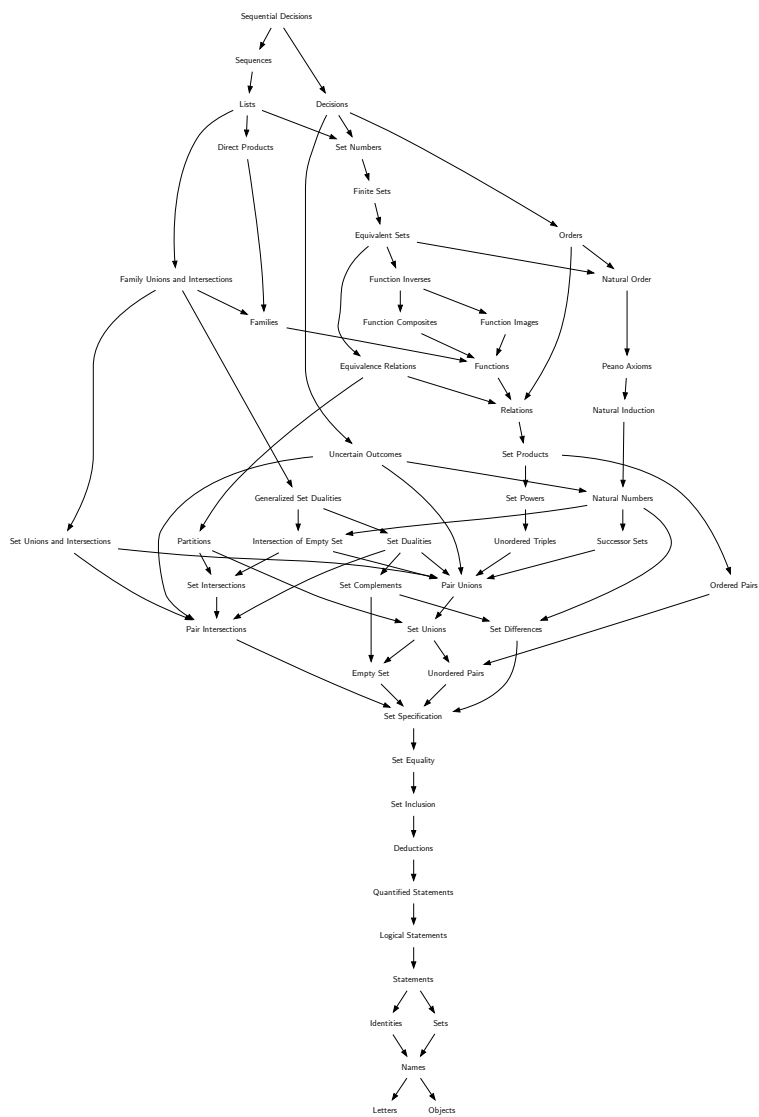 Sequential Decisions
Sequences
Lists
Decisions
Direct Products
Set Numbers
Finite Sets
Equivalent Sets
Orders
Family Unions and Intersections
Function Inverses
Natural Order
Families
Function Composites
Function Images
Equivalence Relations
Functions
Peano Axioms
Relations
Natural Induction
Uncertain Outcomes
Set Products
Generalized Set Dualities
Set Powers
Natural Numbers
Set Unions and Intersections
Partitions
Intersection of Empty Set
Set Dualities
Unordered Triples
Successor Sets
Set Intersections
Set Complements
Pair Unions
Ordered Pairs
Pair Intersections
Set Unions
Set Differences
Empty Set
Unordered Pairs
Set Specification
Set Equality
Set Inclusion
Deductions
Quantified Statements
Logical Statements
Statements
Identities
Sets
Names
Letters
Objects